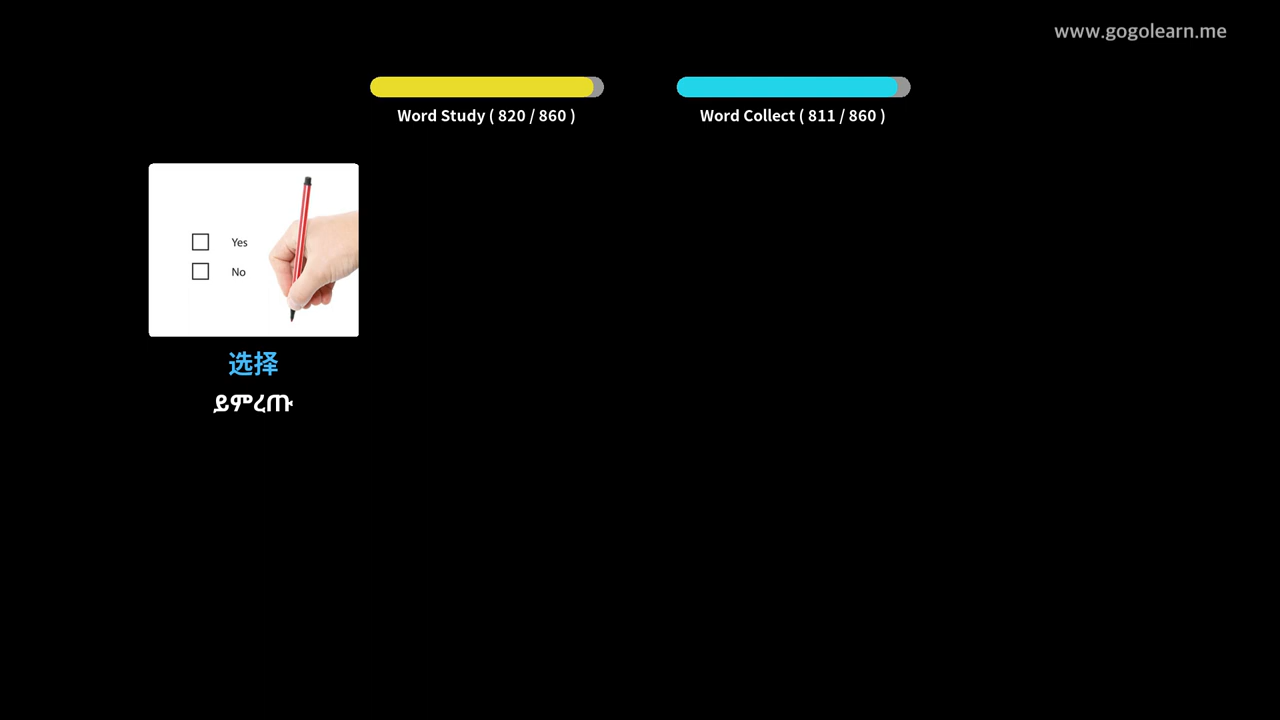 www.gogolearn.me
Word Study ( 820 / 860 )
Word Collect ( 811 / 860 )
Yes
No
选择
ይምረጡ